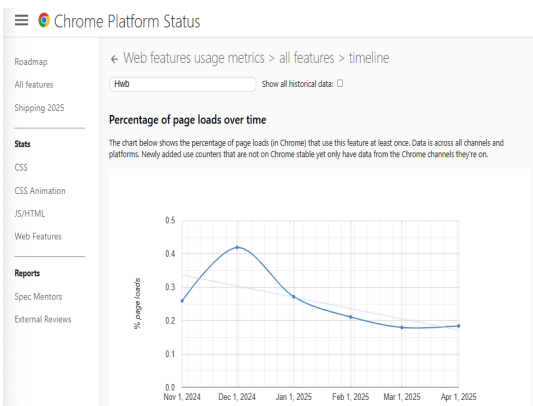 Chrome Platform Status
Roadmap
All features
Shipping 2025
Stats
CSS
CSS Animation
JS/HTML
Web Features
Reports
Spec Mentors
External Reviews
← Web features usage metrics > all features > timeline
Hwb
Show all historical data:
Percentage of page loads over time
The chart below shows the percentage of page loads (in Chrome) that use this feature at least once. Data is across all channels and
platforms. Newly added use counters that are not on Chrome stable yet only have data from the Chrome channels they're on.
% page loads
0.5
0.4
0.3
0.2
0.1
0.0
Nov 1, 2024 Dec 1, 2024 Jan 1, 2025 Feb 1, 2025 Mar 1, 2025 Apr 1, 2025